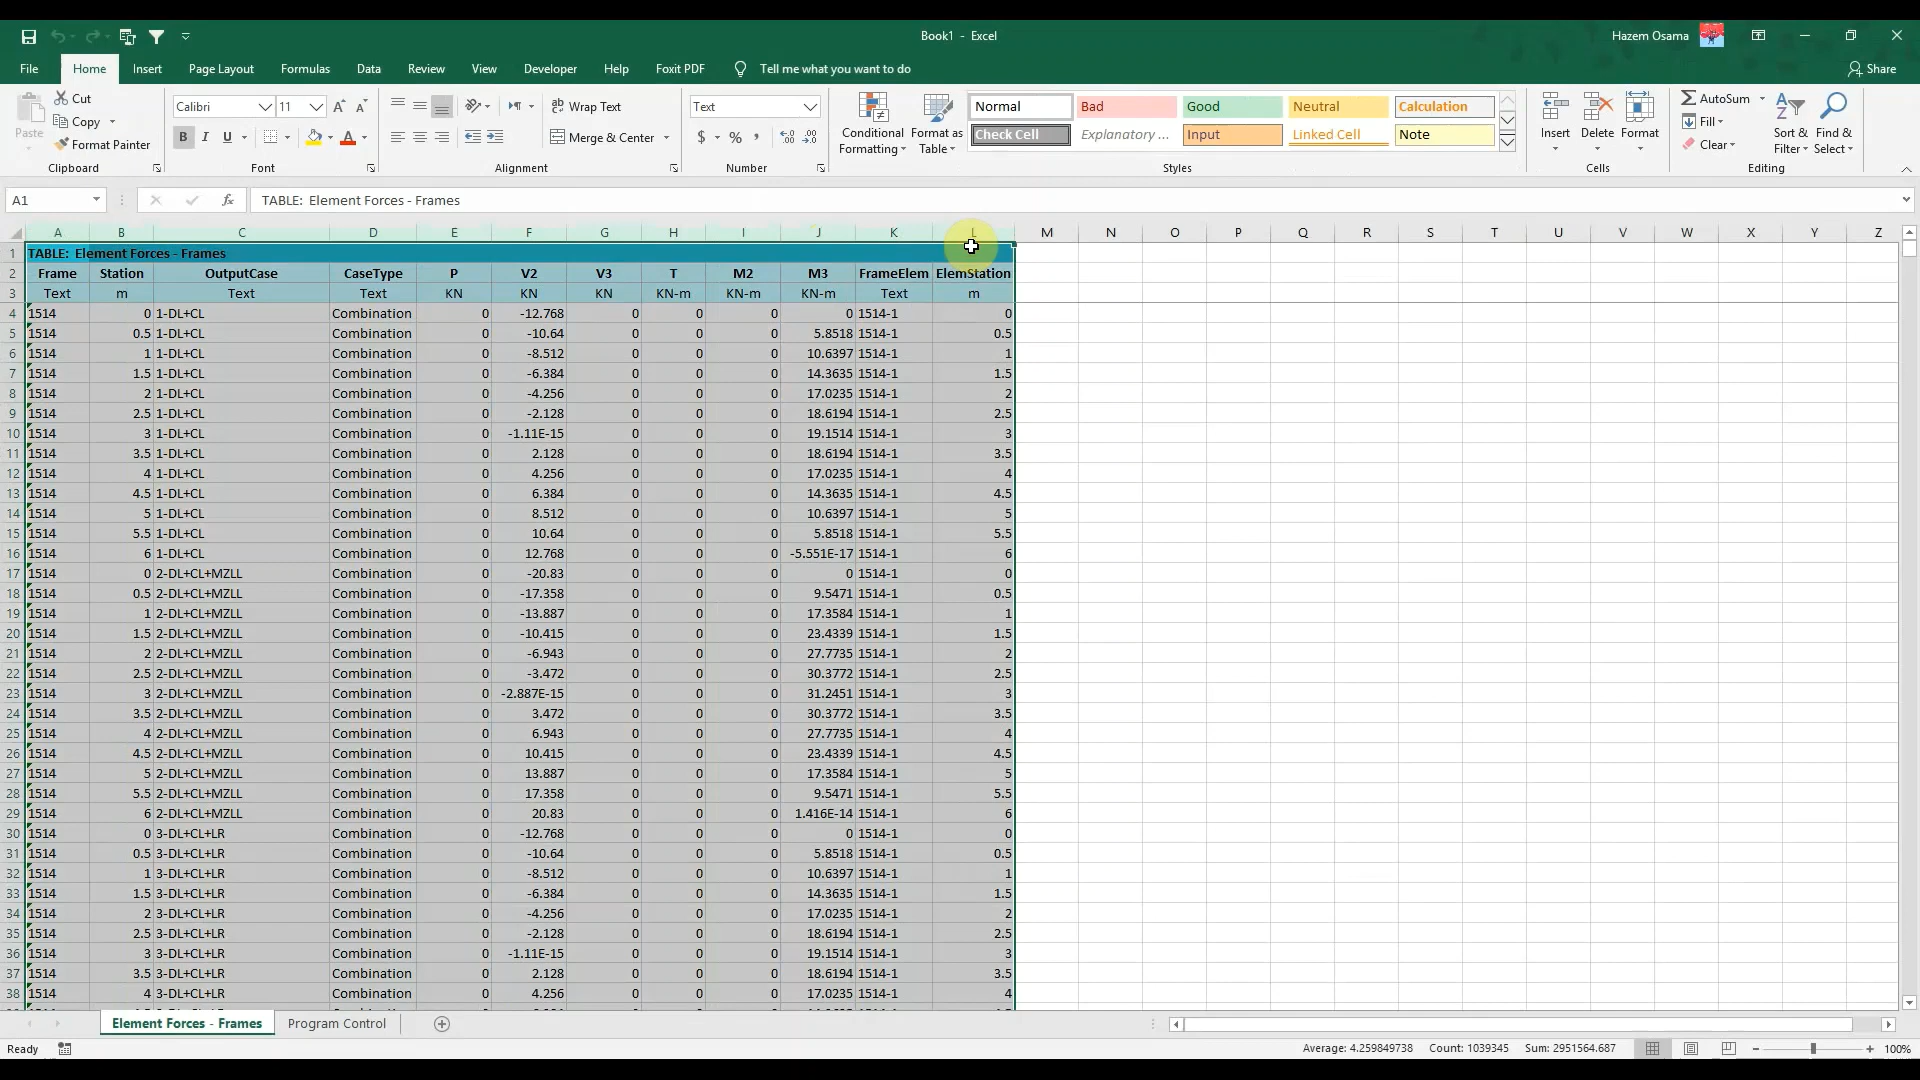 Book1 - Excel
Hazem Osama
File Home Insert Page Layout Formulas Data Review View Developer Help Foxit PDF Tell me what you want to do Share
Paste Cut Copy Format Painter
Calibri 11 A A B I U A
ab Wrap Text Merge & Center
Text $ % ,
Conditional Formatting Format as Table
Normal Bad Good Neutral Calculation
Check Cell Explanatory ... Input Linked Cell Note
Insert Delete Format
AutoSum Fill Clear Sort & Filter Find & Select
Clipboard Font Alignment Number Styles Cells Editing
A1 fx TABLE: Element Forces - Frames
A B C D E F G H I J K L M N O P Q R S T U V W X Y Z
1 TABLE: Element Forces - Frames
2 Frame Station OutputCase CaseType P V2 V3 T M2 M3 FrameElem ElemStation
3 Text m Text Text KN KN KN KN-m KN-m KN-m Text m
4 1514 0 1-DL+CL Combination 0 -12.768 0 0 0 0 1514-1 0
5 1514 0.5 1-DL+CL Combination 0 -10.64 0 0 0 5.8518 1514-1 0.5
6 1514 1 1-DL+CL Combination 0 -8.512 0 0 0 10.6397 1514-1 1
7 1514 1.5 1-DL+CL Combination 0 -6.384 0 0 0 14.3635 1514-1 1.5
8 1514 2 1-DL+CL Combination 0 -4.256 0 0 0 17.0235 1514-1 2
9 1514 2.5 1-DL+CL Combination 0 -2.128 0 0 0 18.6194 1514-1 2.5
10 1514 3 1-DL+CL Combination 0 -1.11E-15 0 0 0 19.1514 1514-1 3
11 1514 3.5 1-DL+CL Combination 0 2.128 0 0 0 18.6194 1514-1 3.5
12 1514 4 1-DL+CL Combination 0 4.256 0 0 0 17.0235 1514-1 4
13 1514 4.5 1-DL+CL Combination 0 6.384 0 0 0 14.3635 1514-1 4.5
14 1514 5 1-DL+CL Combination 0 8.512 0 0 0 10.6397 1514-1 5
15 1514 5.5 1-DL+CL Combination 0 10.64 0 0 0 5.8518 1514-1 5.5
16 1514 6 1-DL+CL Combination 0 12.768 0 0 0 -5.551E-17 1514-1 6
17 1514 0 2-DL+CL+MZLL Combination 0 -20.83 0 0 0 0 1514-1 0
18 1514 0.5 2-DL+CL+MZLL Combination 0 -17.358 0 0 0 9.5471 1514-1 0.5
19 1514 1 2-DL+CL+MZLL Combination 0 -13.887 0 0 0 17.3584 1514-1 1
20 1514 1.5 2-DL+CL+MZLL Combination 0 -10.415 0 0 0 23.4339 1514-1 1.5
21 1514 2 2-DL+CL+MZLL Combination 0 -6.943 0 0 0 27.7735 1514-1 2
22 1514 2.5 2-DL+CL+MZLL Combination 0 -3.472 0 0 0 30.3772 1514-1 2.5
23 1514 3 2-DL+CL+MZLL Combination 0 -2.887E-15 0 0 0 31.2451 1514-1 3
24 1514 3.5 2-DL+CL+MZLL Combination 0 3.472 0 0 0 30.3772 1514-1 3.5
25 1514 4 2-DL+CL+MZLL Combination 0 6.943 0 0 0 27.7735 1514-1 4
26 1514 4.5 2-DL+CL+MZLL Combination 0 10.415 0 0 0 23.4339 1514-1 4.5
27 1514 5 2-DL+CL+MZLL Combination 0 13.887 0 0 0 17.3584 1514-1 5
28 1514 5.5 2-DL+CL+MZLL Combination 0 17.358 0 0 0 9.5471 1514-1 5.5
29 1514 6 2-DL+CL+MZLL Combination 0 20.83 0 0 0 1.416E-14 1514-1 6
30 1514 0 3-DL+CL+LR Combination 0 -12.768 0 0 0 0 1514-1 0
31 1514 0.5 3-DL+CL+LR Combination 0 -10.64 0 0 0 5.8518 1514-1 0.5
32 1514 1 3-DL+CL+LR Combination 0 -8.512 0 0 0 10.6397 1514-1 1
33 1514 1.5 3-DL+CL+LR Combination 0 -6.384 0 0 0 14.3635 1514-1 1.5
34 1514 2 3-DL+CL+LR Combination 0 -4.256 0 0 0 17.0235 1514-1 2
35 1514 2.5 3-DL+CL+LR Combination 0 -2.128 0 0 0 18.6194 1514-1 2.5
36 1514 3 3-DL+CL+LR Combination 0 -1.11E-15 0 0 0 19.1514 1514-1 3
37 1514 3.5 3-DL+CL+LR Combination 0 2.128 0 0 0 18.6194 1514-1 3.5
38 1514 4 3-DL+CL+LR Combination 0 4.256 0 0 0 17.0235 1514-1 4
Element Forces - Frames Program Control
Ready Average: 4.259849738 Count: 1039345 Sum: 2951564.687 100%